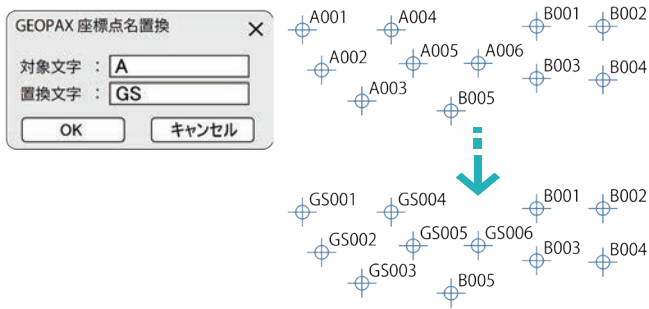 GEOPAX 座標点名置換
対象文字 : A
置換文字 : GS
OK キャンセル
A001 A004 B001 B002
A002 A005 A006 B003 B004
A003 B005
GS001 GS004 B001 B002
GS002 GS005 GS006 B003 B004
GS003 B005